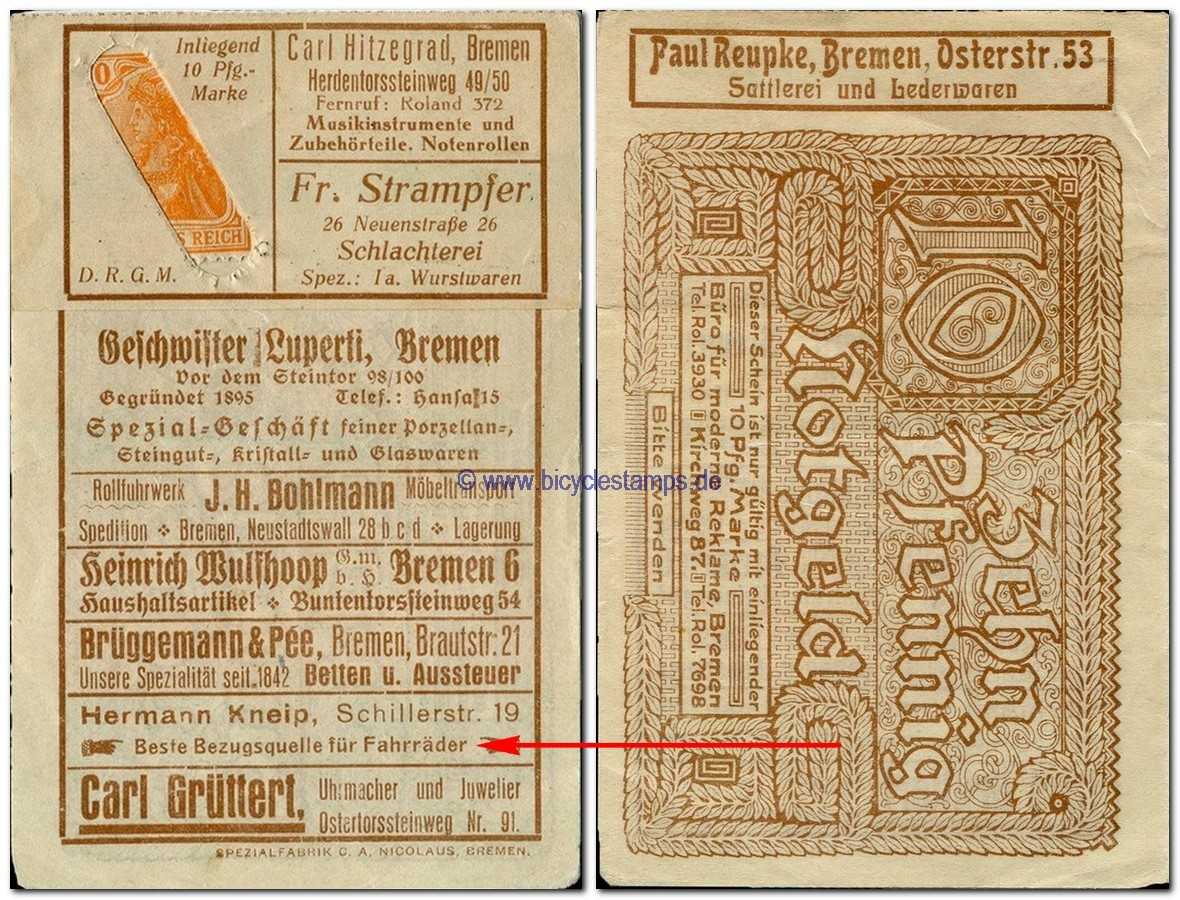 Inliegend
10 Pfg.-
Marke
0
S REICH
D. R. G. M.
Carl Hitzegrad, Bremen
Herdentorssteinweg 49/50
Fernruf: Roland 372
Musikinstrumente und
Zubehörteile. Notenrollen
Fr. Strampfer
26 Neuenstraße 26
Schlachterei
Spez.: Ia. Wurstwaren
Geschwister Luperti, Bremen
Vor dem Steintor 98/100
Gegründet 1895 Telef.: Hansa 15
Spezial-Geschäft feiner Porzellan-,
Steingut-, Kristall- und Glaswaren
Rollfuhrwerk J. H. Bohlmann Möbeltransport
Spedition Bremen, Neustadtswall 28 b c d Lagerung
Heinrich Wulfhoop G.m. b. H. Bremen 6
Haushaltsartikel Buntentorssteinweg 54
Brüggemann & Pée, Bremen, Brautstr. 21
Unsere Spezialität seit 1842 Betten u. Aussteuer
Hermann Kneip, Schillerstr. 19
Beste Bezugsquelle für Fahrräder
Carl Grüttert, Uhrmacher und Juwelier
Ostertorssteinweg Nr. 91.
SPEZIALFABRIK C. A. NICOLAUS, BREMEN.
© www.bicyclestamps.de
Paul Reupke, Bremen, Osterstr. 53
Sattlerei und Lederwaren
10
Zehn
Pfennig
Notgeld
Dieser Schein ist nur gültig mit einliegender
10 Pfg. Marke
Büro für moderne Reklame, Bremen
Tel. Rol. 3930 Kirchweg 87. Tel. Rol. 7698
Bitte wenden